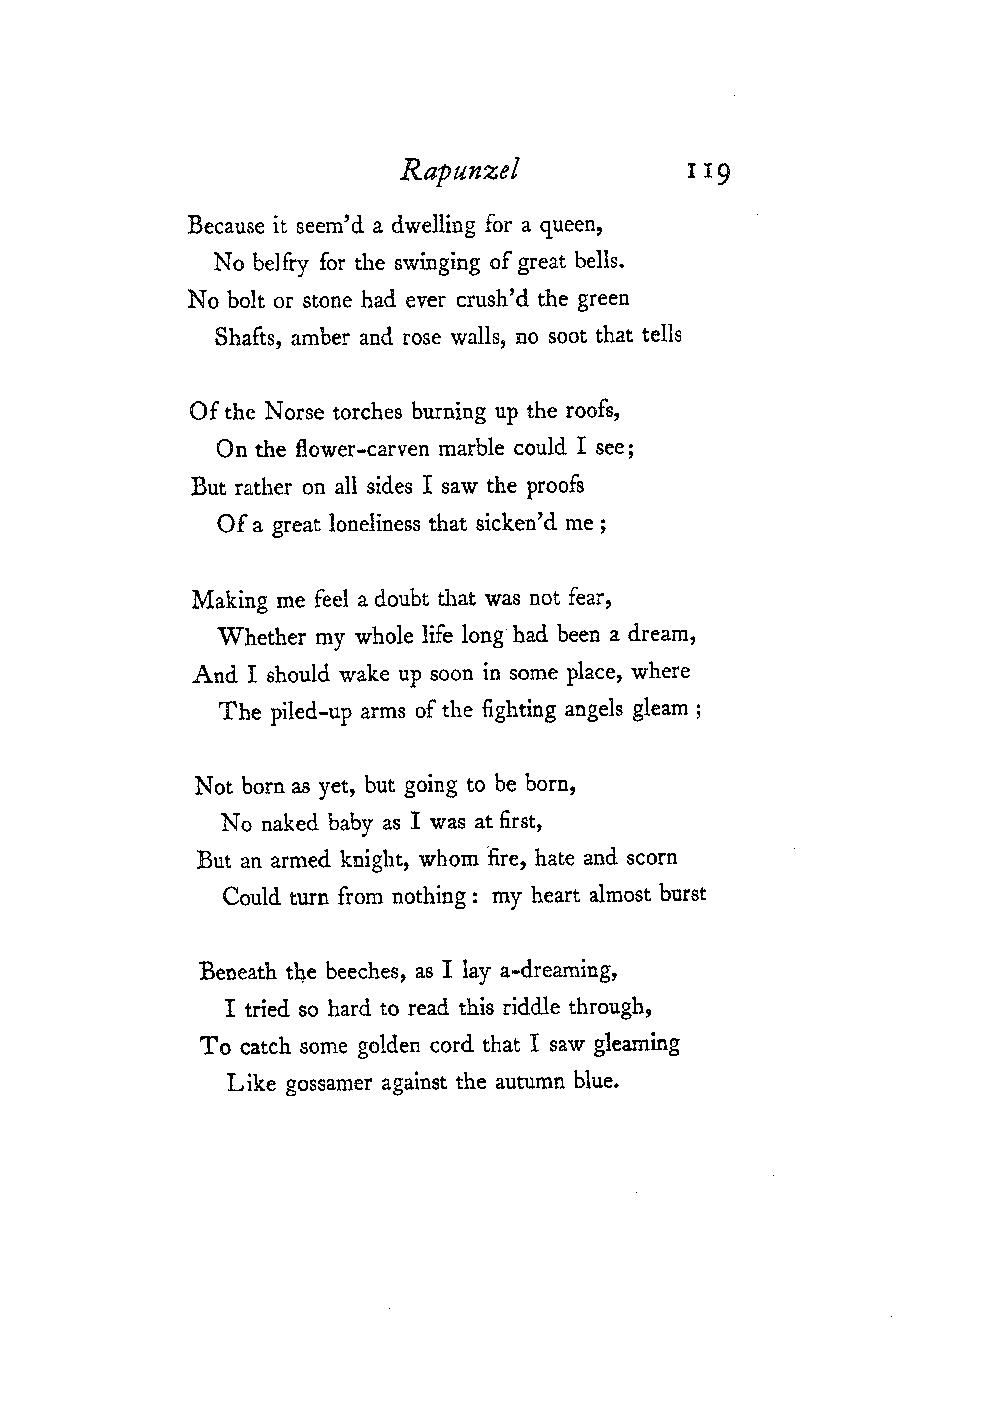 Rapunzel 119
Because it seem'd a dwelling for a queen,
No belfry for the swinging of great bells.
No bolt or stone had ever crush'd the green
Shafts, amber and rose walls, no soot that tells
Of the Norse torches burning up the roofs,
On the flower-carven marble could I see;
But rather on all sides I saw the proofs
Of a great loneliness that sicken'd me ;
Making me feel a doubt that was not fear,
Whether my whole life long had been a dream,
And I should wake up soon in some place, where
The piled-up arms of the fighting angels gleam ;
Not born as yet, but going to be born,
No naked baby as I was at first,
But an armed knight, whom fire, hate and scorn
Could turn from nothing : my heart almost burst
Beneath the beeches, as I lay a-dreaming,
I tried so hard to read this riddle through,
To catch some golden cord that I saw gleaming
Like gossamer against the autumn blue.